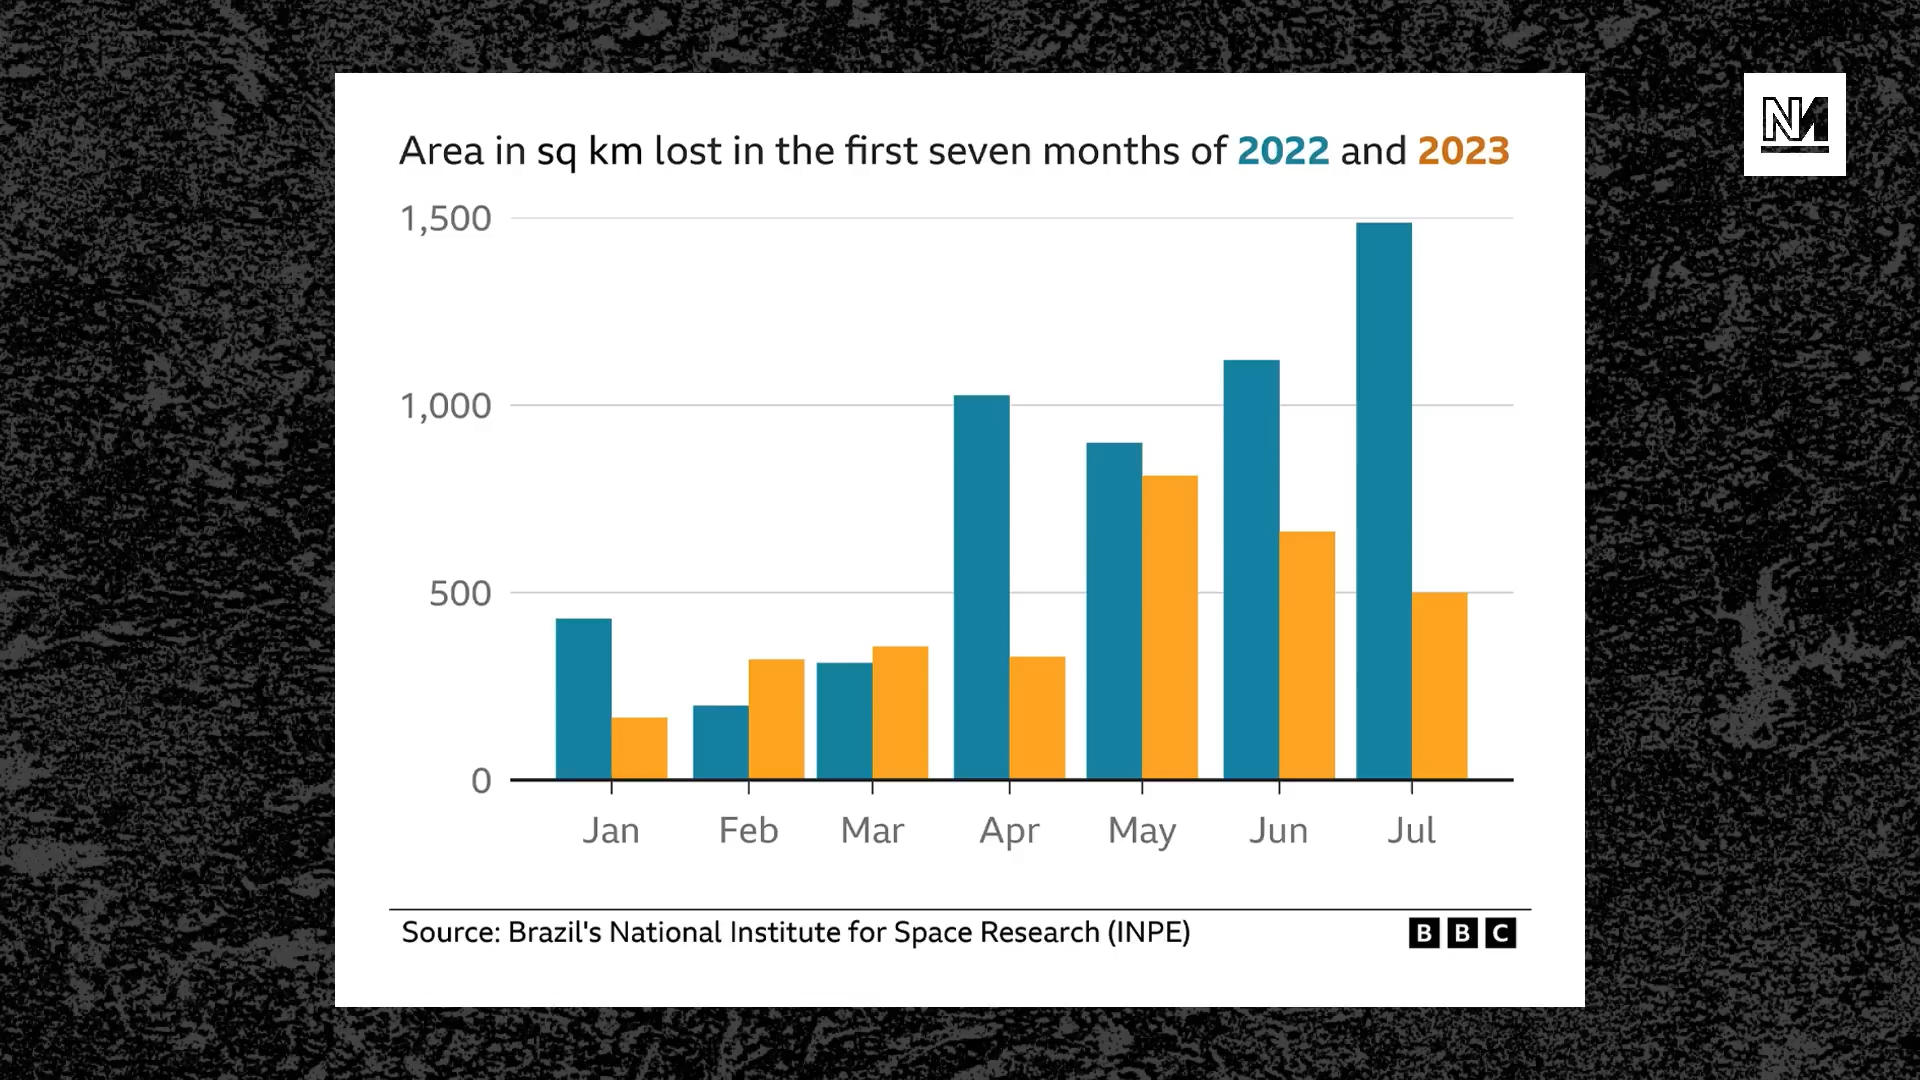 Area in sq km lost in the first seven months of 2022 and 2023
1,500
1,000
500
0
Jan Feb Mar Apr May Jun Jul
Source: Brazil's National Institute for Space Research (INPE)
BBC
NM